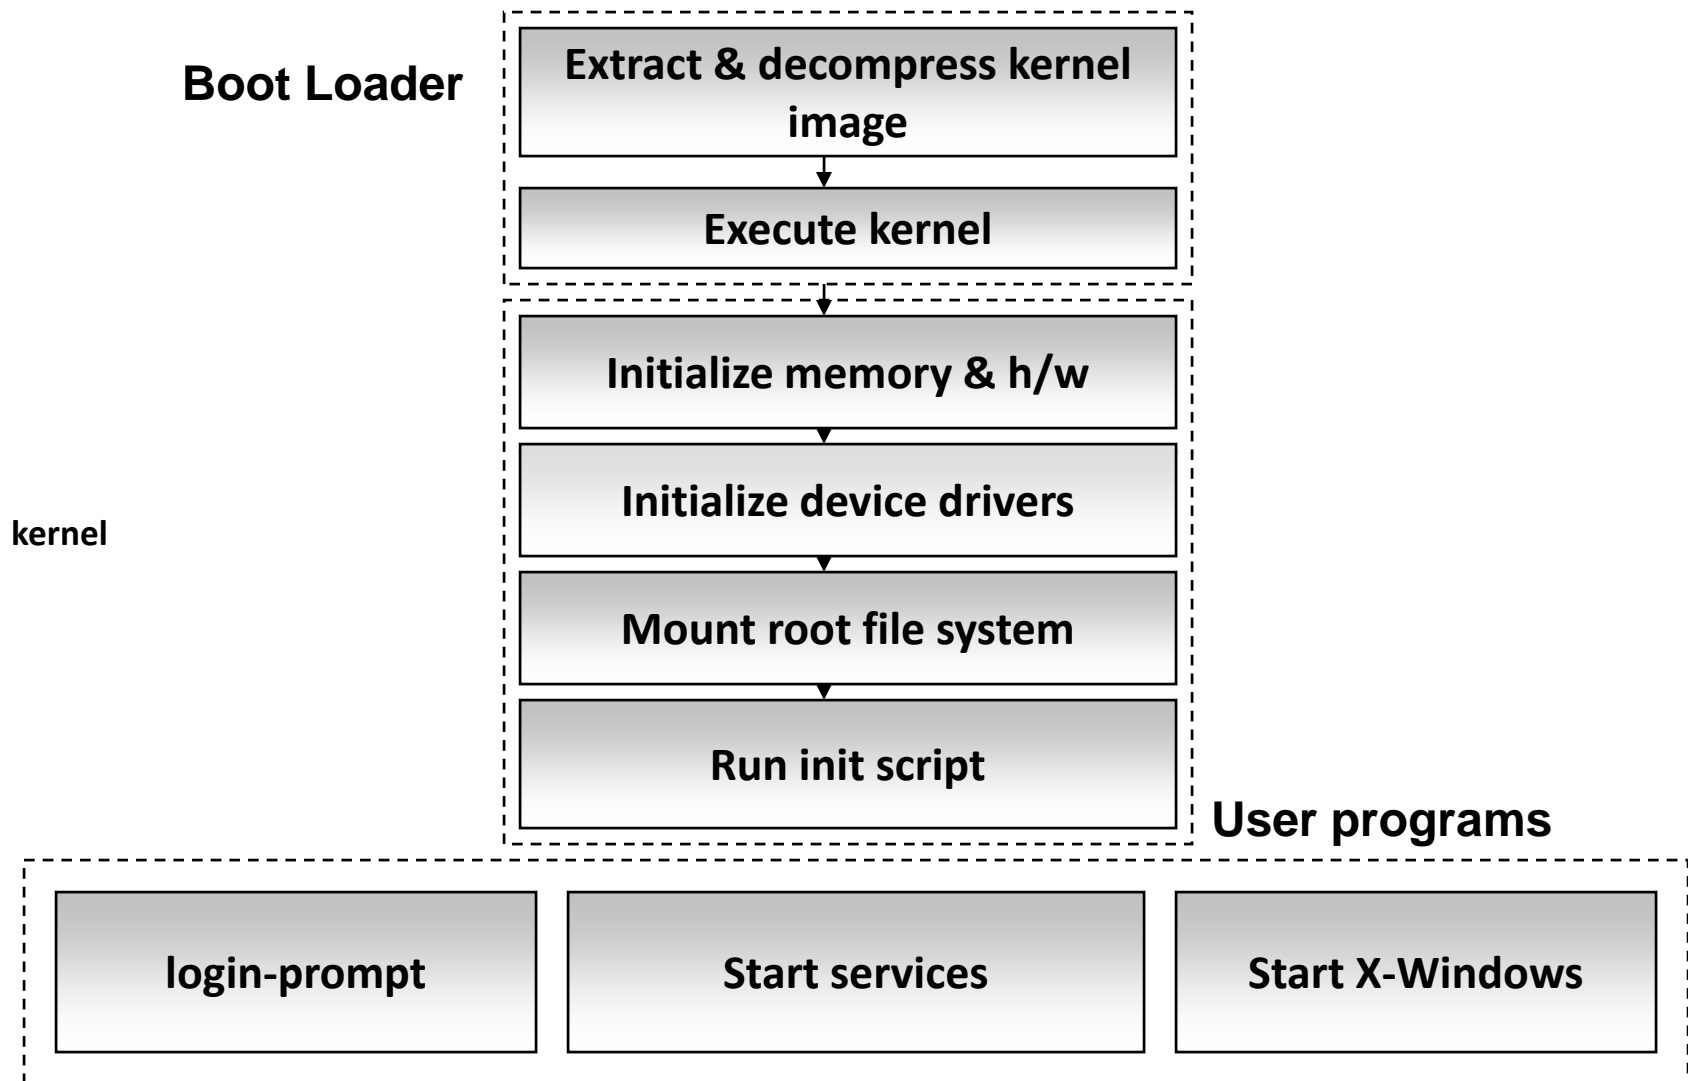 Boot Loader
Extract & decompress kernel
image
Execute kernel
Initialize memory & h/w
Initialize device drivers
kernel
Mount root file system
Run init script
User programs
login-prompt
Start services
Start X-Windows